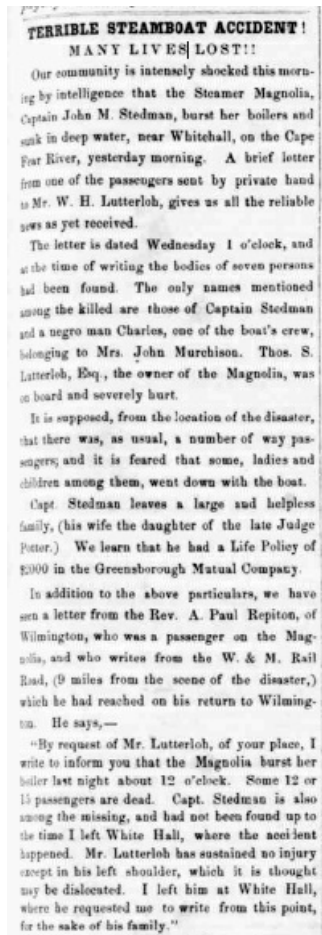 TERRIBLE STEAMBOAT ACCIDENT!
MANY LIVES LOST!!
Our community is intensely shocked this morn-
ing by intelligence that the Steamer Magnolia,
Captain John M. Stedman, burst her boilers and
sunk in deep water, near Whitehall, on the Cape
Fear River, yesterday morning. A brief letter
from one of the passengers sent by private hand
to Mr. W. H. Lutterloh, gives us all the reliable
news as yet received.
The letter is dated Wednesday 1 o'clock, and
at the time of writing the bodies of seven persons
had been found. The only names mentioned
among the killed are those of Captain Stedman
and a negro man Charles, one of the boat's crew,
belonging to Mrs. John Murchison. Thos. S.
Lutterloh, Esq., the owner of the Magnolia, was
on board and severely hurt.
It is supposed, from the location of the disaster,
that there was, as usual, a number of way pas-
sengers; and it is feared that some, ladies and
children among them, went down with the boat.
Capt. Stedman leaves a large and helpless
family, (his wife the daughter of the late Judge
Potter.) We learn that he had a Life Policy of
$2000 in the Greensborough Mutual Company.
In addition to the above particulars, we have
seen a letter from the Rev. A. Paul Repiton, of
Wilmington, who was a passenger on the Mag-
nolia, and who writes from the W. & M. Rail
Road, (9 miles from the scene of the disaster,)
which he had reached on his return to Wilming-
ton. He says,—
"By request of Mr. Lutterloh, of your place, I
write to inform you that the Magnolia burst her
boiler last night about 12 o'clock. Some 12 or
15 passengers are dead. Capt. Stedman is also
among the missing, and had not been found up to
the time I left White Hall, where the accident
happened. Mr. Lutterloh has sustained no injury
except in his left shoulder, which it is thought
may be dislocated. I left him at White Hall,
where he requested me to write from this point,
for the sake of his family."